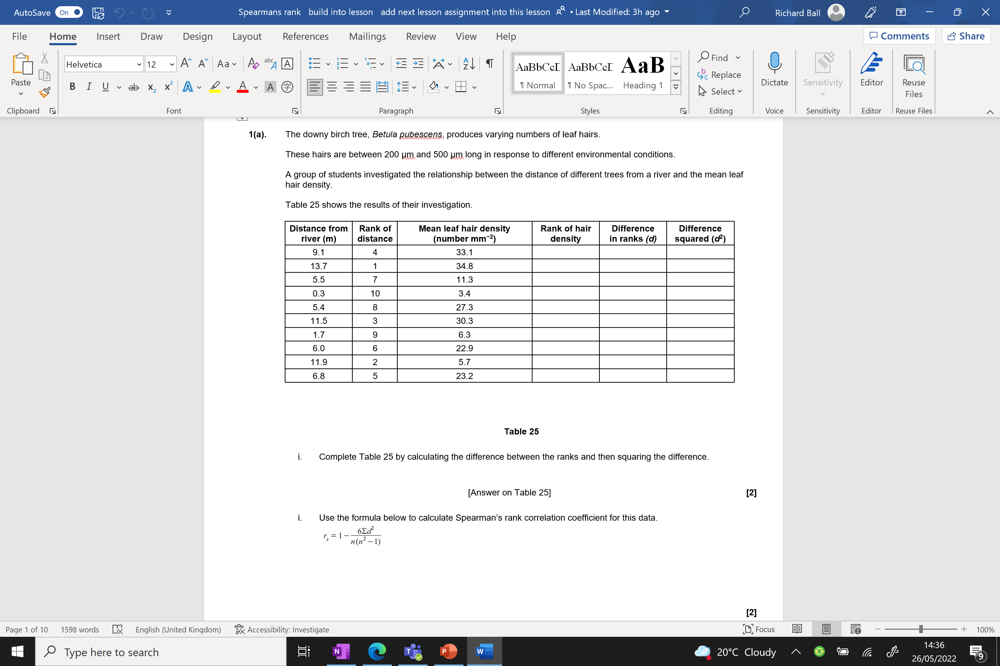 AutoSave On Spearmans rank build into lesson add next lesson assignment into this lesson • Last Modified: 3h ago Richard Ball
File Home Insert Draw Design Layout References Mailings Review View Help Comments Share
Paste
Clipboard
Helvetica 12
Font
Paragraph
AaBbCcI AaBbCcI AaB
¶ Normal ¶ No Spac... Heading 1
Styles
Find
Replace
Select
Editing
Dictate
Voice
Sensitivity
Sensitivity
Editor
Editor
Reuse
Files
Reuse Files
1(a). The downy birch tree, Betula pubescens, produces varying numbers of leaf hairs.
These hairs are between 200 µm and 500 µm long in response to different environmental conditions.
A group of students investigated the relationship between the distance of different trees from a river and the mean leaf
hair density.
Table 25 shows the results of their investigation.
Distance from river (m) Rank of distance Mean leaf hair density (number mm⁻²) Rank of hair density Difference in ranks (d) Difference squared (d²)
9.1 4 33.1
13.7 1 34.8
5.5 7 11.3
0.3 10 3.4
5.4 8 27.3
11.5 3 30.3
1.7 9 6.3
6.0 6 22.9
11.9 2 5.7
6.8 5 23.2
Table 25
i. Complete Table 25 by calculating the difference between the ranks and then squaring the difference.
[Answer on Table 25] [2]
i. Use the formula below to calculate Spearman’s rank correlation coefficient for this data.
rₛ = 1 − 6Σd² / n(n² − 1)
[2]
Page 1 of 10 1598 words English (United Kingdom) Accessibility: Investigate Focus 100%
Type here to search 20°C Cloudy 14:36
26/05/2022 9